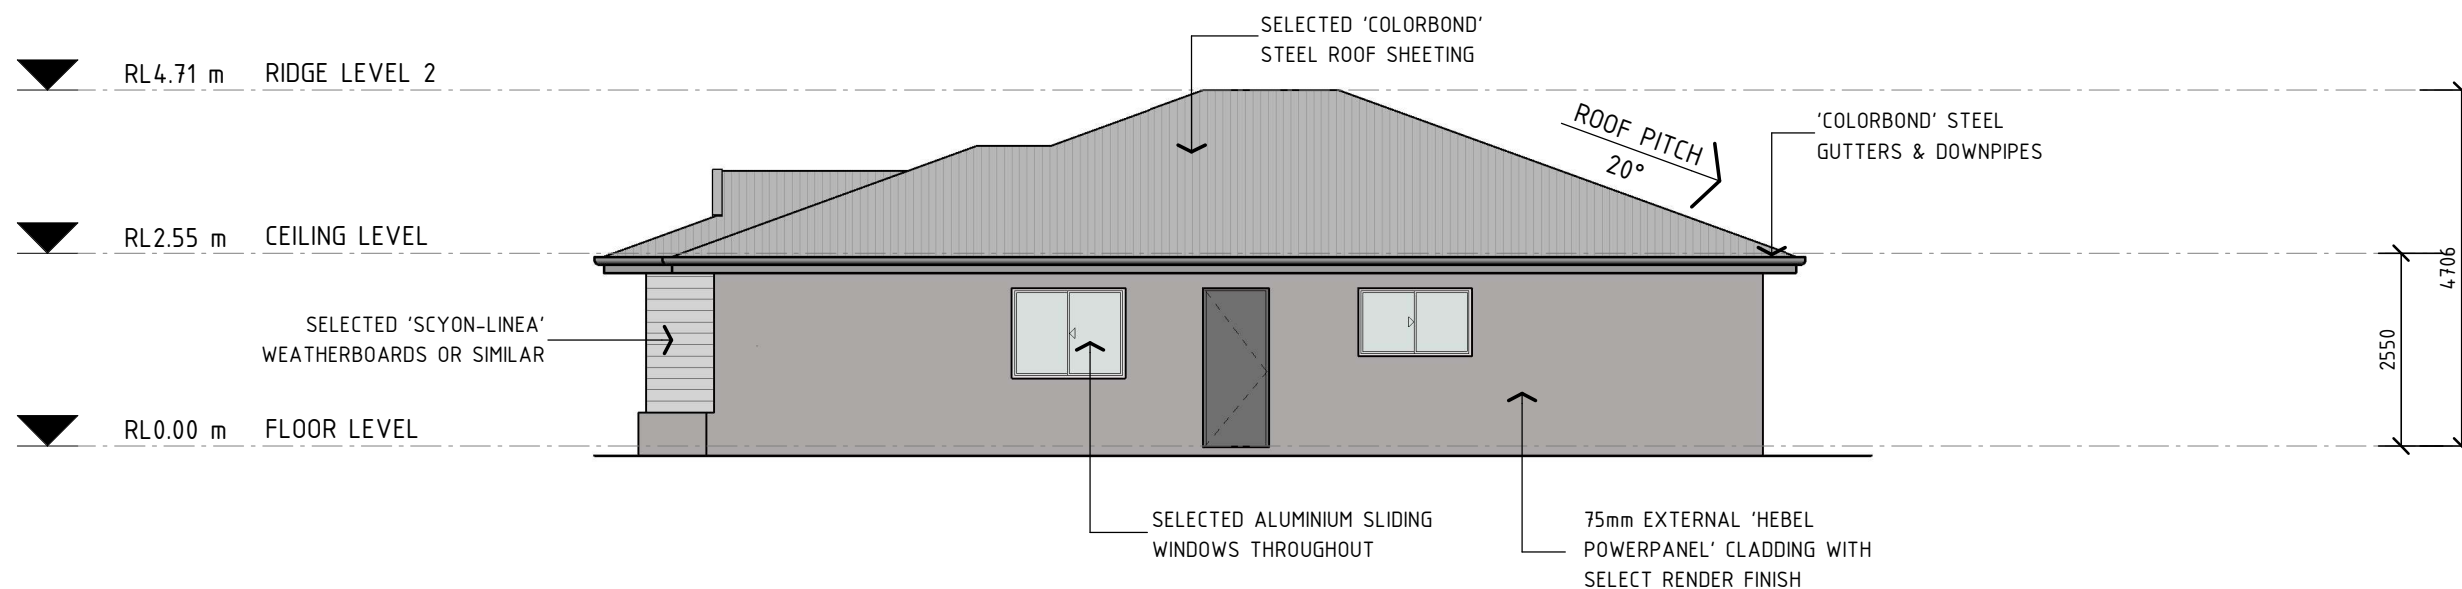 SELECTED 'COLORBOND'
STEEL ROOF SHEETING
RL4.71 m RIDGE LEVEL 2
ROOF PITCH
20°
'COLORBOND' STEEL
GUTTERS & DOWNPIPES
RL2.55 m CEILING LEVEL
4706
SELECTED 'SCYON-LINEA'
WEATHERBOARDS OR SIMILAR
2550
RL0.00 m FLOOR LEVEL
SELECTED ALUMINIUM SLIDING
WINDOWS THROUGHOUT
75mm EXTERNAL 'HEBEL
POWERPANEL' CLADDING WITH
SELECT RENDER FINISH